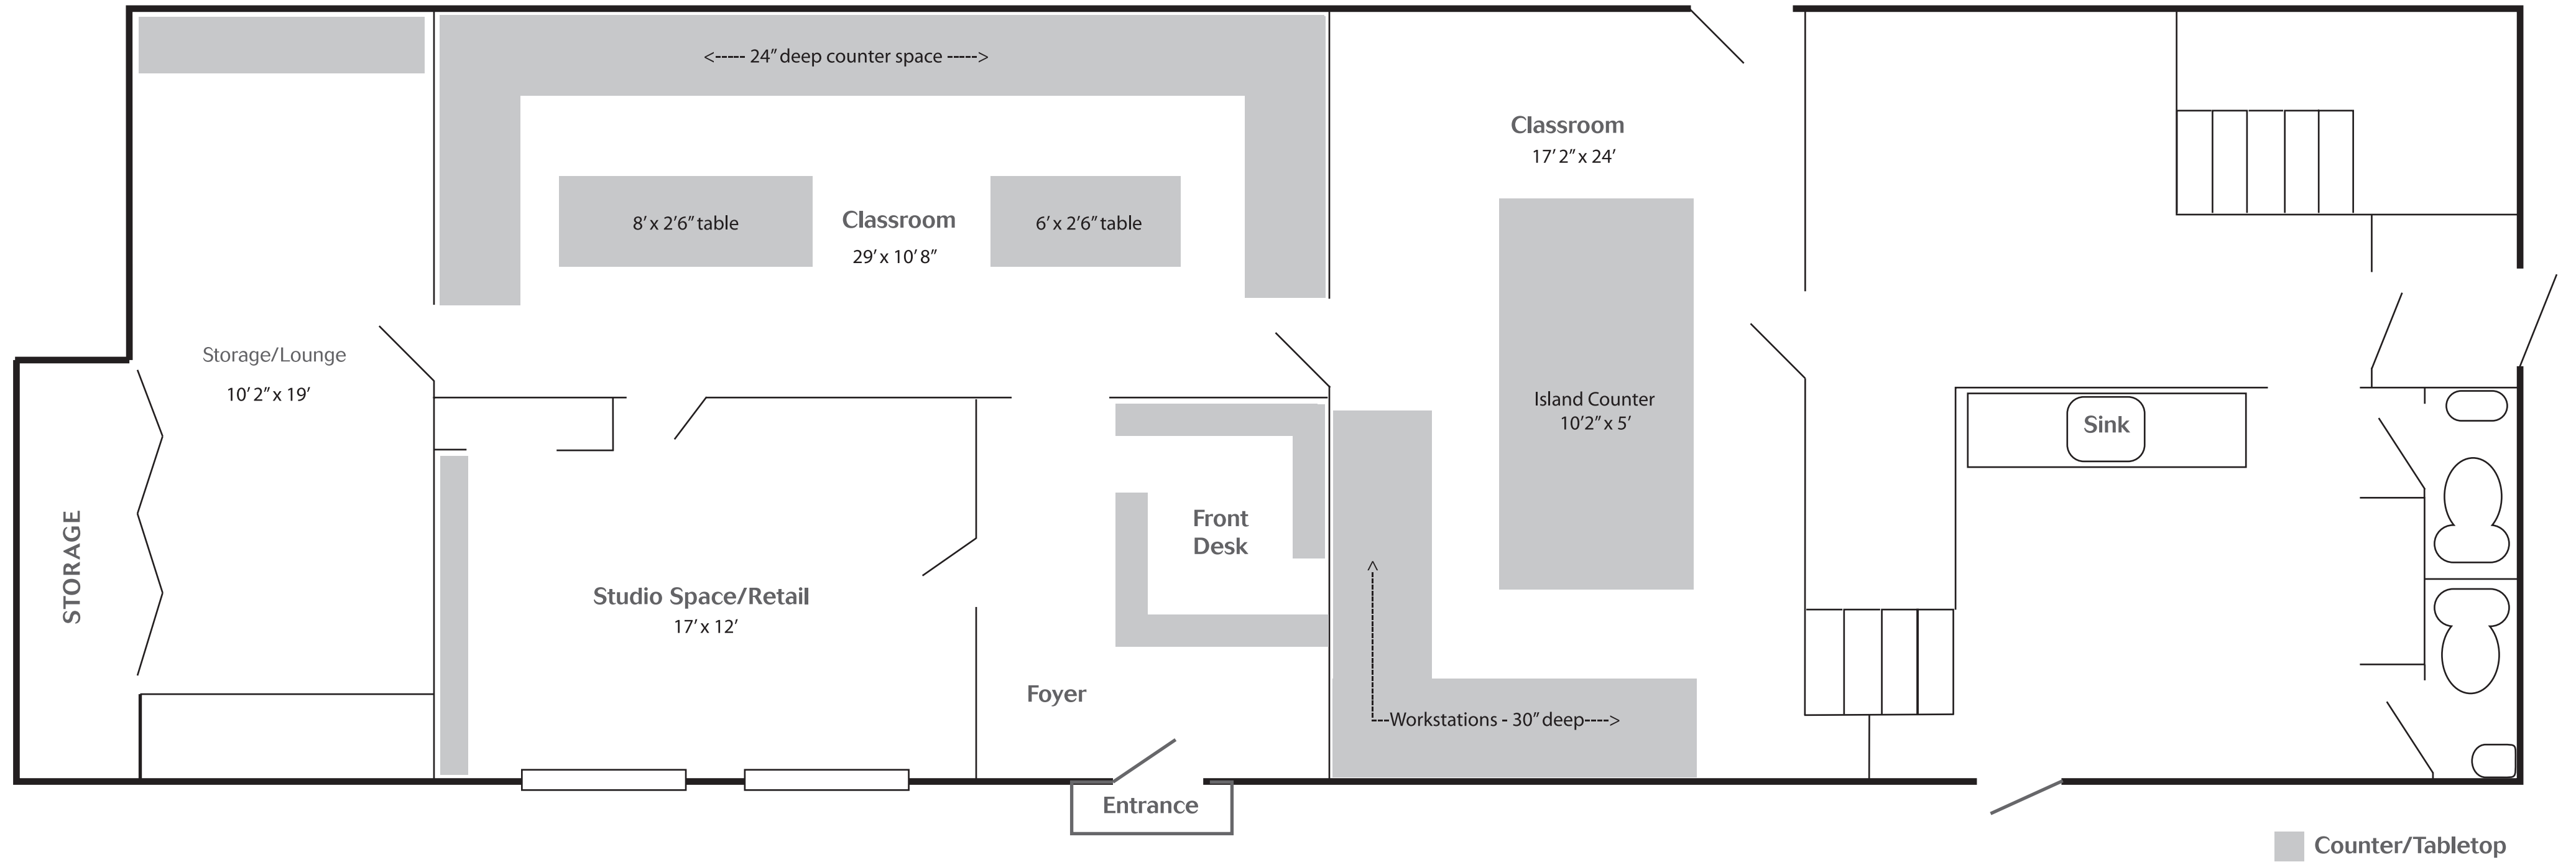 <----- 24” deep counter space ----->
Classroom
17’ 2” x 24’
8’ x 2’6” table
Classroom
29’ x 10’ 8”
6’ x 2’6” table
Storage/Lounge
10’ 2” x 19’
Island Counter
10’2” x 5’
Sink
STORAGE
Front
Desk
Studio Space/Retail
17’ x 12’
Foyer
<---Workstations - 30” deep---->
Entrance
Counter/Tabletop